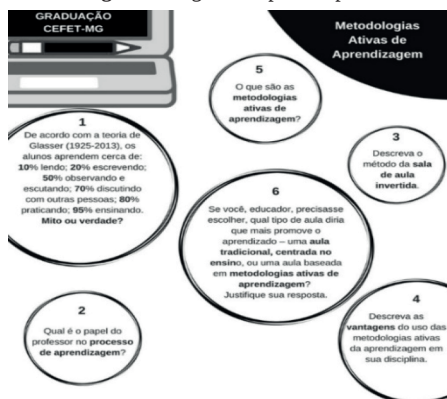 GRADUAÇÃO
CEFET-MG
Metodologias
Ativas de
Aprendizagem
5
O que são as
metodologias
ativas de
aprendizagem?
1
De acordo com a teoria de
Glasser (1925-2013), os
alunos aprendem cerca de:
10% lendo; 20% escrevendo;
50% observando e
escutando; 70% discutindo
com outras pessoas; 80%
praticando; 95% ensinando.
Mito ou verdade?
3
Descreva o
método da sala
de aula
invertida.
6
Se você, educador, precisasse
escolher, qual tipo de aula diria
que mais promove o
aprendizado – uma aula
tradicional, centrada no
ensino, ou uma aula baseada
em metodologias ativas de
aprendizagem?
Justifique sua resposta.
2
Qual é o papel do
professor no processo
de aprendizagem?
4
Descreva as
vantagens do uso das
metodologias ativas
da aprendizagem em
sua disciplina.